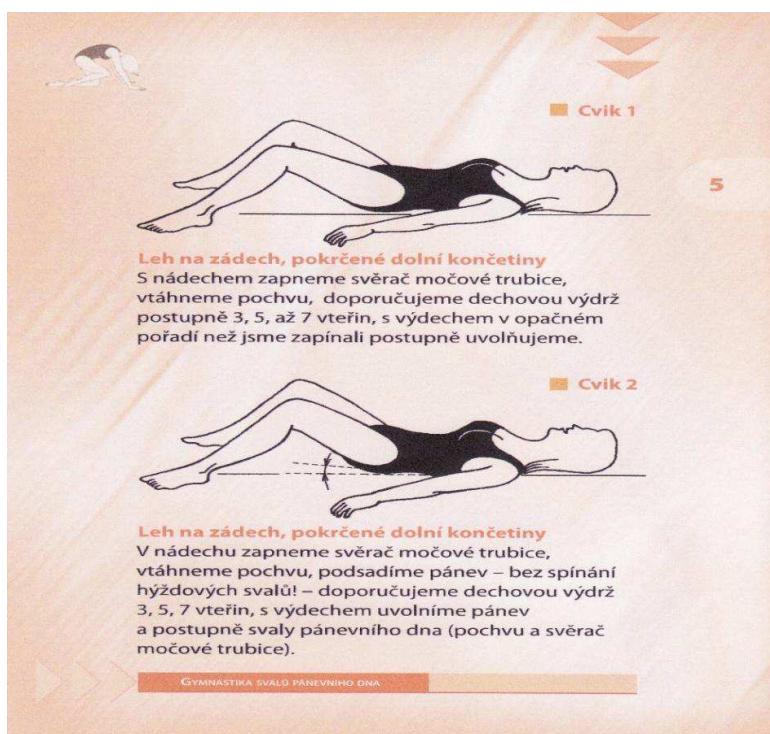 Cvik 1
5
Leh na zádech, pokrčené dolní končetiny
S nádechem zapneme svěrač močové trubice,
vtáhneme pochvu, doporučujeme dechovou výdrž
postupně 3, 5, až 7 vteřin, s výdechem v opačném
pořadí než jsme zapínali postupně uvolňujeme.
Cvik 2
Leh na zádech, pokrčené dolní končetiny
V nádechu zapneme svěrač močové trubice,
vtáhneme pochvu, podsadíme pánev – bez spínání
hýždových svalů! – doporučujeme dechovou výdrž
3, 5, 7 vteřin, s výdechem uvolníme pánev
a postupně svaly pánevního dna (pochvu a svěrač
močové trubice).
GYMNASTIKA SVALŮ PÁNEVNÍHO DNA